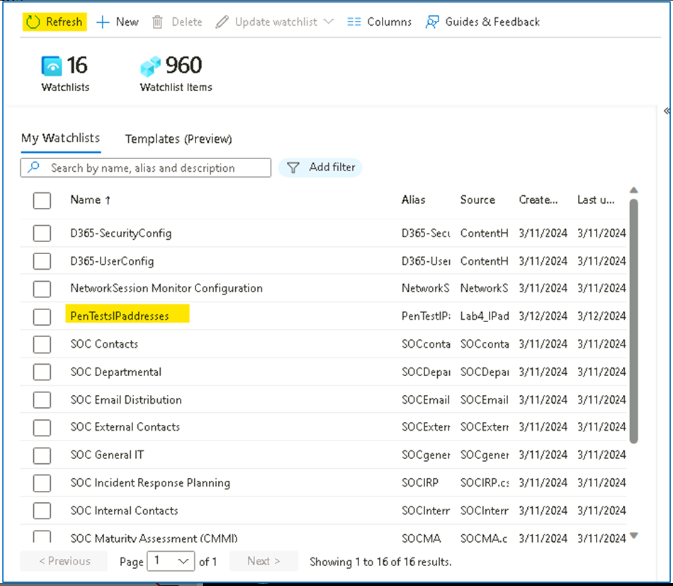 Refresh + New Delete Update watchlist Columns Guides & Feedback
16 960
Watchlists Watchlist Items
«
My Watchlists Templates (Preview)
Search by name, alias and description Add filter
Name ↑ Alias Source Create... Last u...
D365-SecurityConfig D365-Secu ContentH 3/11/2024 3/11/2024
D365-UserConfig D365-User ContentH 3/11/2024 3/11/2024
NetworkSession Monitor Configuration NetworkS NetworkS 3/11/2024 3/11/2024
PenTestsIPaddresses PenTestIP: Lab4_IPad 3/12/2024 3/12/2024
SOC Contacts SOCconta SOCconta 3/11/2024 3/11/2024
SOC Departmental SOCDepar SOCDepar 3/11/2024 3/11/2024
SOC Email Distribution SOCEmail SOCEmail 3/11/2024 3/11/2024
SOC External Contacts SOCExterr SOCExterr 3/11/2024 3/11/2024
SOC General IT SOCgener SOCgener 3/11/2024 3/11/2024
SOC Incident Response Planning SOCIRP SOCIRP.cs 3/11/2024 3/11/2024
SOC Internal Contacts SOCInterr SOCInterr 3/11/2024 3/11/2024
SOC Maturity Assessment (CMMI) SOCMA SOCMA.c 3/11/2024 3/11/2024
< Previous Page 1 of 1 Next > Showing 1 to 16 of 16 results.